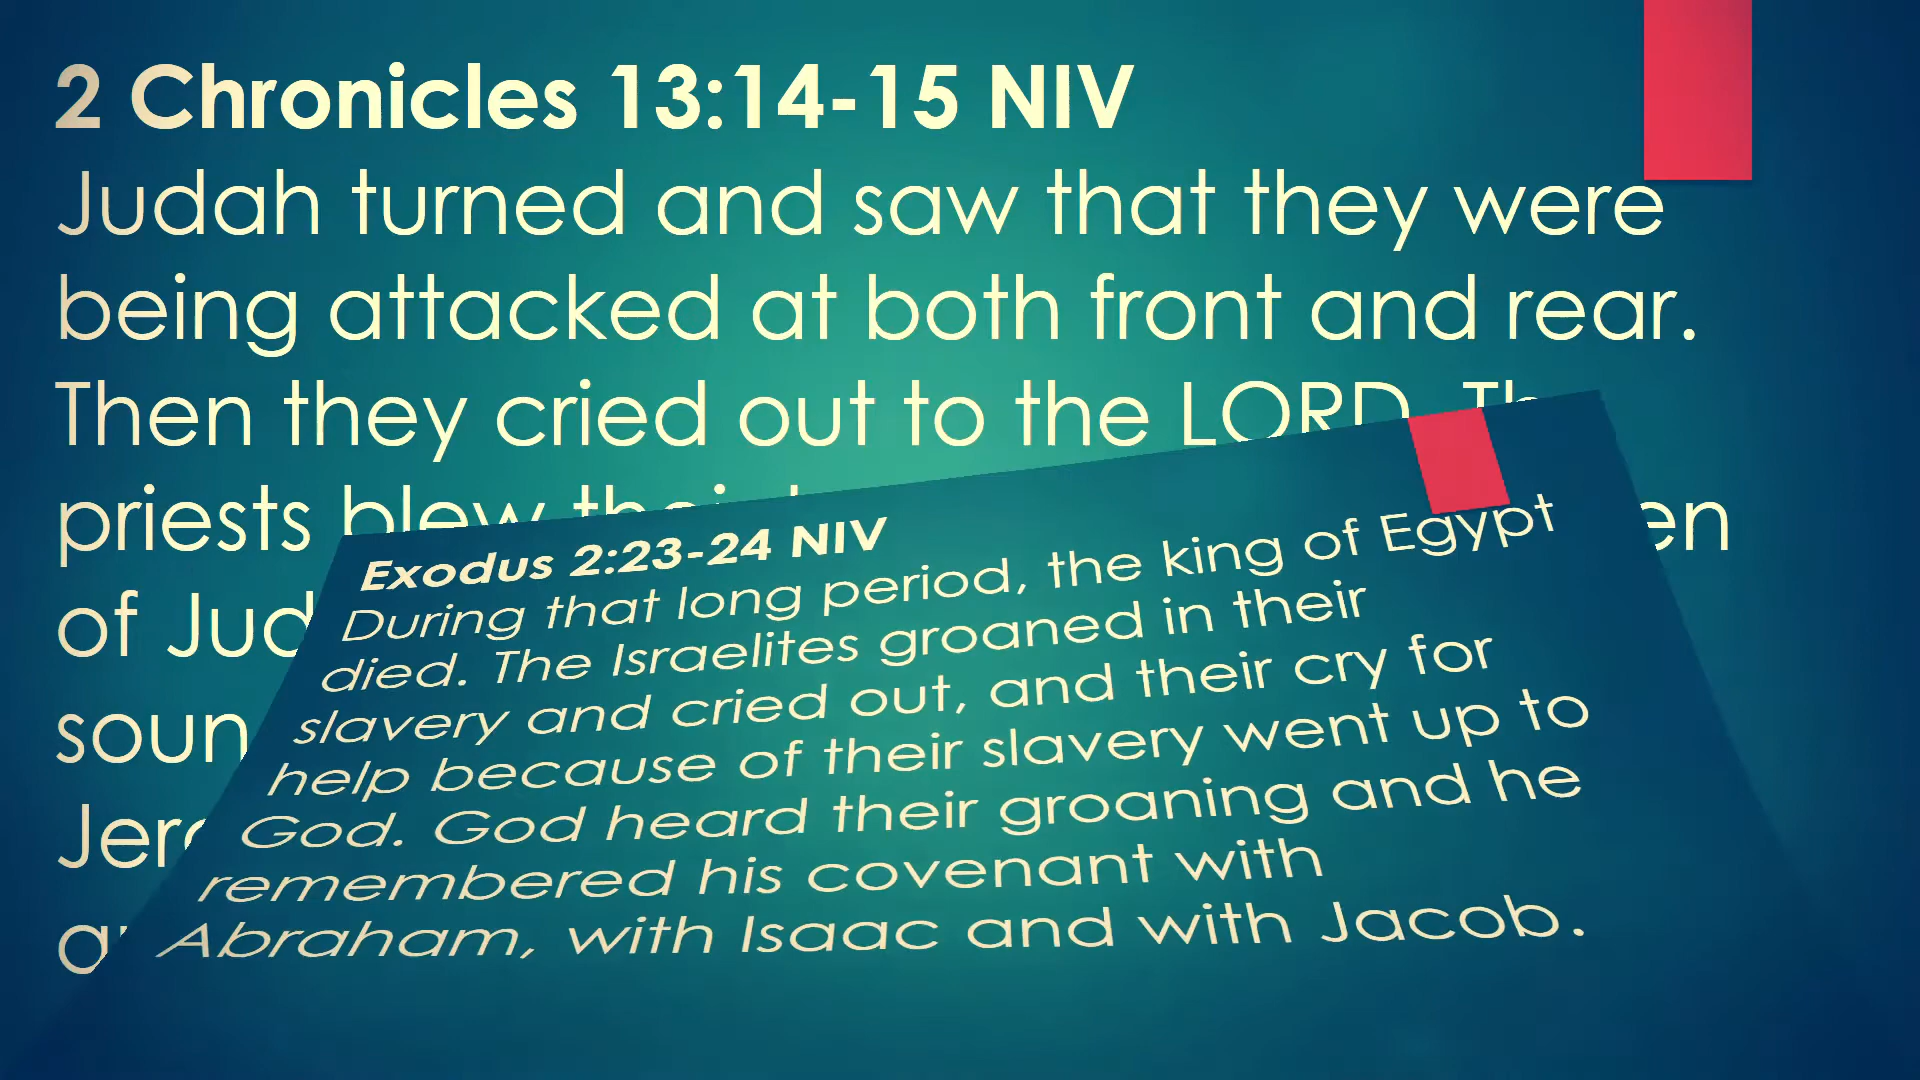 2 Chronicles 13:14-15 NIV
Judah turned and saw that they were
being attacked at both front and rear.
Then they cried out to the LORD.
priests blew
of
Exodus 2:23-24 NIV
During that long period, the king of Egypt
died. The Israelites groaned in their
slavery and cried out, and their cry for
help because of their slavery went up to
God. God heard their groaning and he
remembered his covenant with
Abraham, with Isaac and with Jacob.